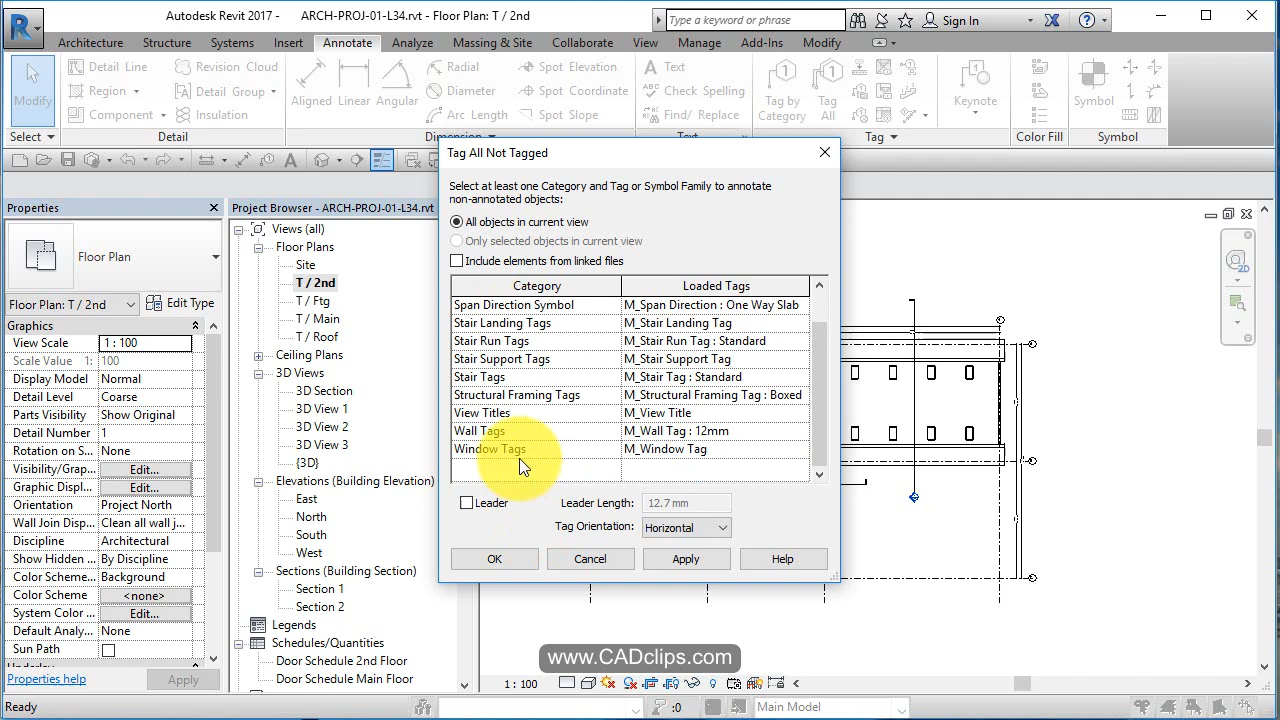 Autodesk Revit 2017 - ARCH-PROJ-01-L34.rvt - Floor Plan: T / 2nd
Type a keyword or phrase
Sign In
Architecture Structure Systems Insert Annotate Analyze Massing & Site Collaborate View Manage Add-Ins Modify
Modify
Detail Line
Revision Cloud
Region
Detail Group
Component
Insulation
Aligned Linear Angular
Radial
Diameter
Arc Length
Spot Elevation
Spot Coordinate
Spot Slope
Text
Check Spelling
Find/ Replace
Tag by Category
Tag All
Keynote
Symbol
Select
Detail
Tag
Color Fill
Symbol
Properties
Floor Plan
Floor Plan: T / 2nd
Edit Type
Graphics
View Scale 1 : 100
Scale Value 1: 100
Display Model Normal
Detail Level Coarse
Parts Visibility Show Original
Detail Number 1
Rotation on S... None
Visibility/Grap... Edit...
Graphic Displ... Edit...
Orientation Project North
Wall Join Disp... Clean all wall j...
Discipline Architectural
Show Hidden ... By Discipline
Color Scheme... Background
Color Scheme <none>
System Color ... Edit...
Default Analy... None
Sun Path
Properties help
Apply
Project Browser - ARCH-PROJ-01-L34.rvt
Views (all)
Floor Plans
Site
T / 2nd
T / Ftg
T / Main
T / Roof
Ceiling Plans
3D Views
3D Section
3D View 1
3D View 2
3D View 3
{3D}
Elevations (Building Elevation)
East
North
South
West
Sections (Building Section)
Section 1
Section 2
Legends
Schedules/Quantities
Door Schedule 2nd Floor
Door Schedule Main Floor
Tag All Not Tagged
Select at least one Category and Tag or Symbol Family to annotate
non-annotated objects:
All objects in current view
Only selected objects in current view
Include elements from linked files
Category Loaded Tags
Span Direction Symbol M_Span Direction : One Way Slab
Stair Landing Tags M_Stair Landing Tag
Stair Run Tags M_Stair Run Tag : Standard
Stair Support Tags M_Stair Support Tag
Stair Tags M_Stair Tag : Standard
Structural Framing Tags M_Structural Framing Tag : Boxed
View Titles M_View Title
Wall Tags M_Wall Tag : 12mm
Window Tags M_Window Tag
Leader
Leader Length: 12.7 mm
Tag Orientation: Horizontal
OK Cancel Apply Help
2D
www.CADclips.com
1 : 100
Ready
:0
Main Model